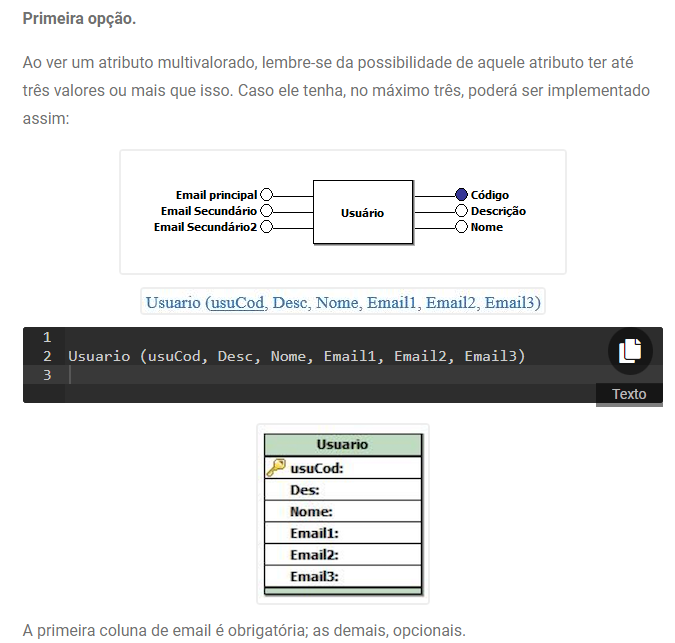 Primeira opção.
Ao ver um atributo multivalorado, lembre-se da possibilidade de aquele atributo ter até
três valores ou mais que isso. Caso ele tenha, no máximo três, poderá ser implementado
assim:
Email principal
Email Secundário
Email Secundário2
Usuário
Código
Descrição
Nome
Usuario (usuCod, Desc, Nome, Email1, Email2, Email3)
1
2 Usuario (usuCod, Desc, Nome, Email1, Email2, Email3)
3
Texto
Usuario
usuCod:
Des:
Nome:
Email1:
Email2:
Email3:
A primeira coluna de email é obrigatória; as demais, opcionais.